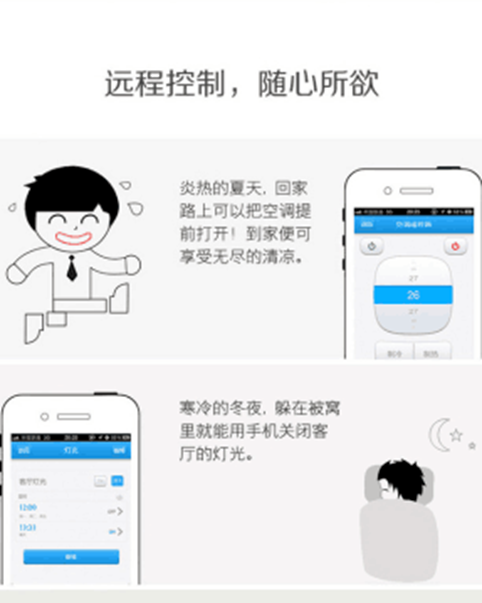 远程控制，随心所欲
炎热的夏天，回家
路上可以把空调提
前打开！到家便可
享受无尽的清凉。
27
26
27
制冷
制热
寒冷的冬夜，躲在被窝
里就能用手机关闭客
厅的灯光。
灯光
客厅灯光
12:00
13:31